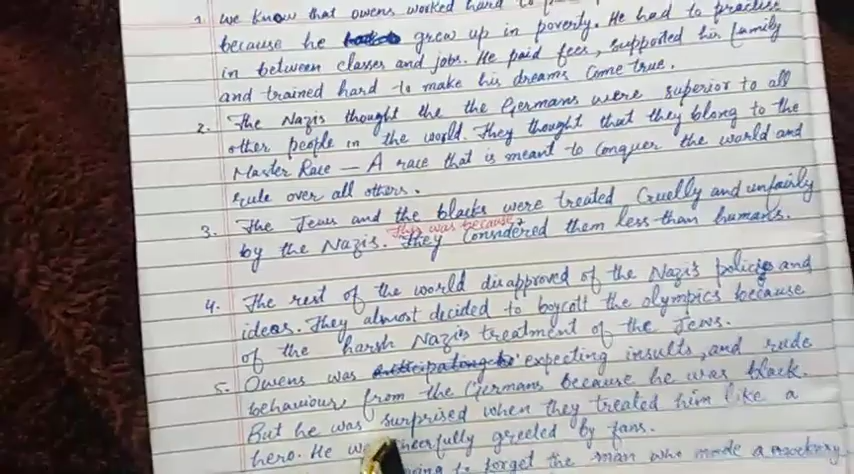 1. We know that owens worked hard to
because he grew up in poverty. He had to practise
in between classes and jobs. He paid fees, supported his family
and trained hard to make his dreams come true.
2. The Nazis thought the the Germans were superior to all
other people in the world. They thought that they blong to the
Master Race – A race that is meant to conquer the world and
rule over all others.
3. The Jews and the blacks were treated cruelly and unfairly
This was because
by the Nazis. They considered them less than humans.
4. The rest of the world disapproved of the Nazi's policies and
ideas. They almost decided to boycott the olympics because
of the harsh Nazies treatment of the Jews.
5. Owens was expecting insults, and rude
behaviours from the Germans because he was black.
But he was surprised when they treated him like a
hero. He cheerfully greeted by fans.
to forget the man who made a mockery